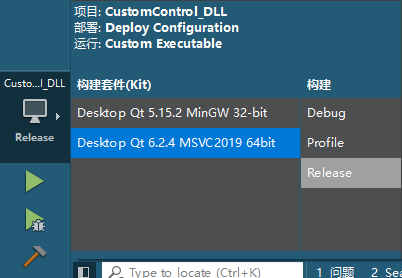 项目: CustomControl_DLL
部署: Deploy Configuration
运行: Custom Executable
Custo...l_DLL
Release
构建套件(Kit) 构建
Desktop Qt 5.15.2 MinGW 32-bit Debug
Desktop Qt 6.2.4 MSVC2019 64bit Profile
Release
Type to locate (Ctrl+K) 1 问题 2 Sea